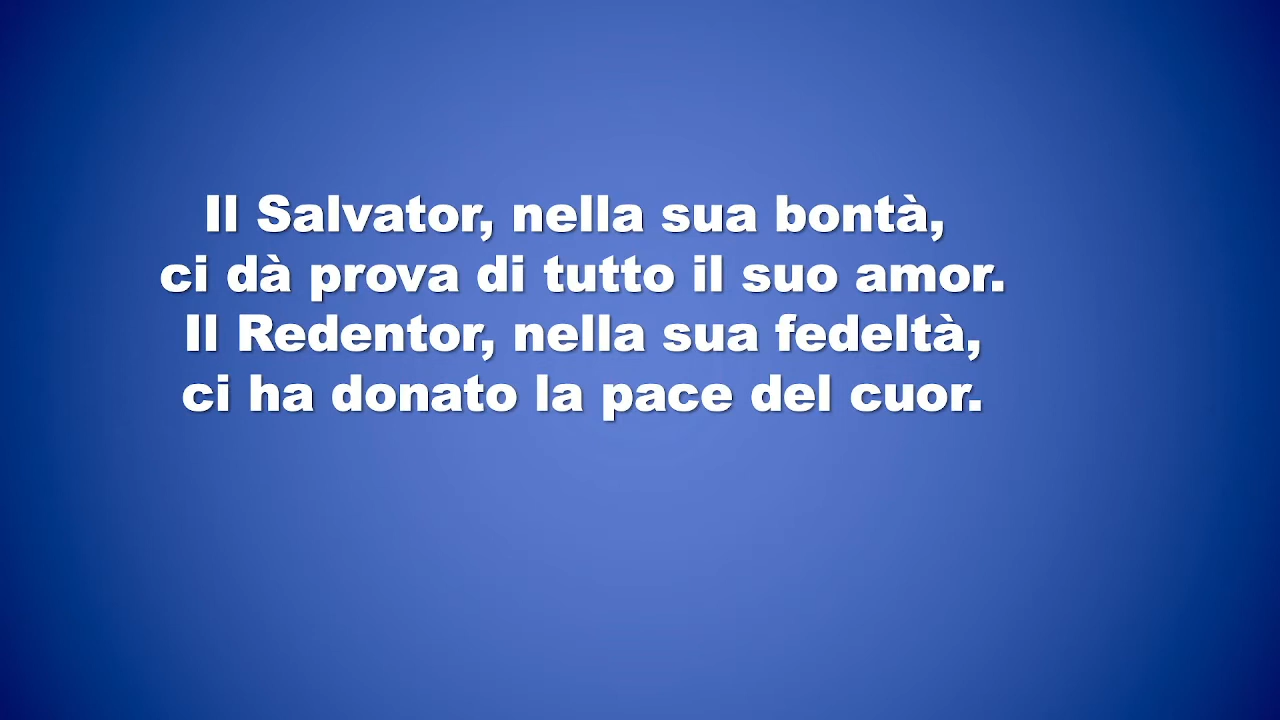 Il Salvator, nella sua bontà,
ci dà prova di tutto il suo amor.
Il Redentor, nella sua fedeltà,
ci ha donato la pace del cuor.